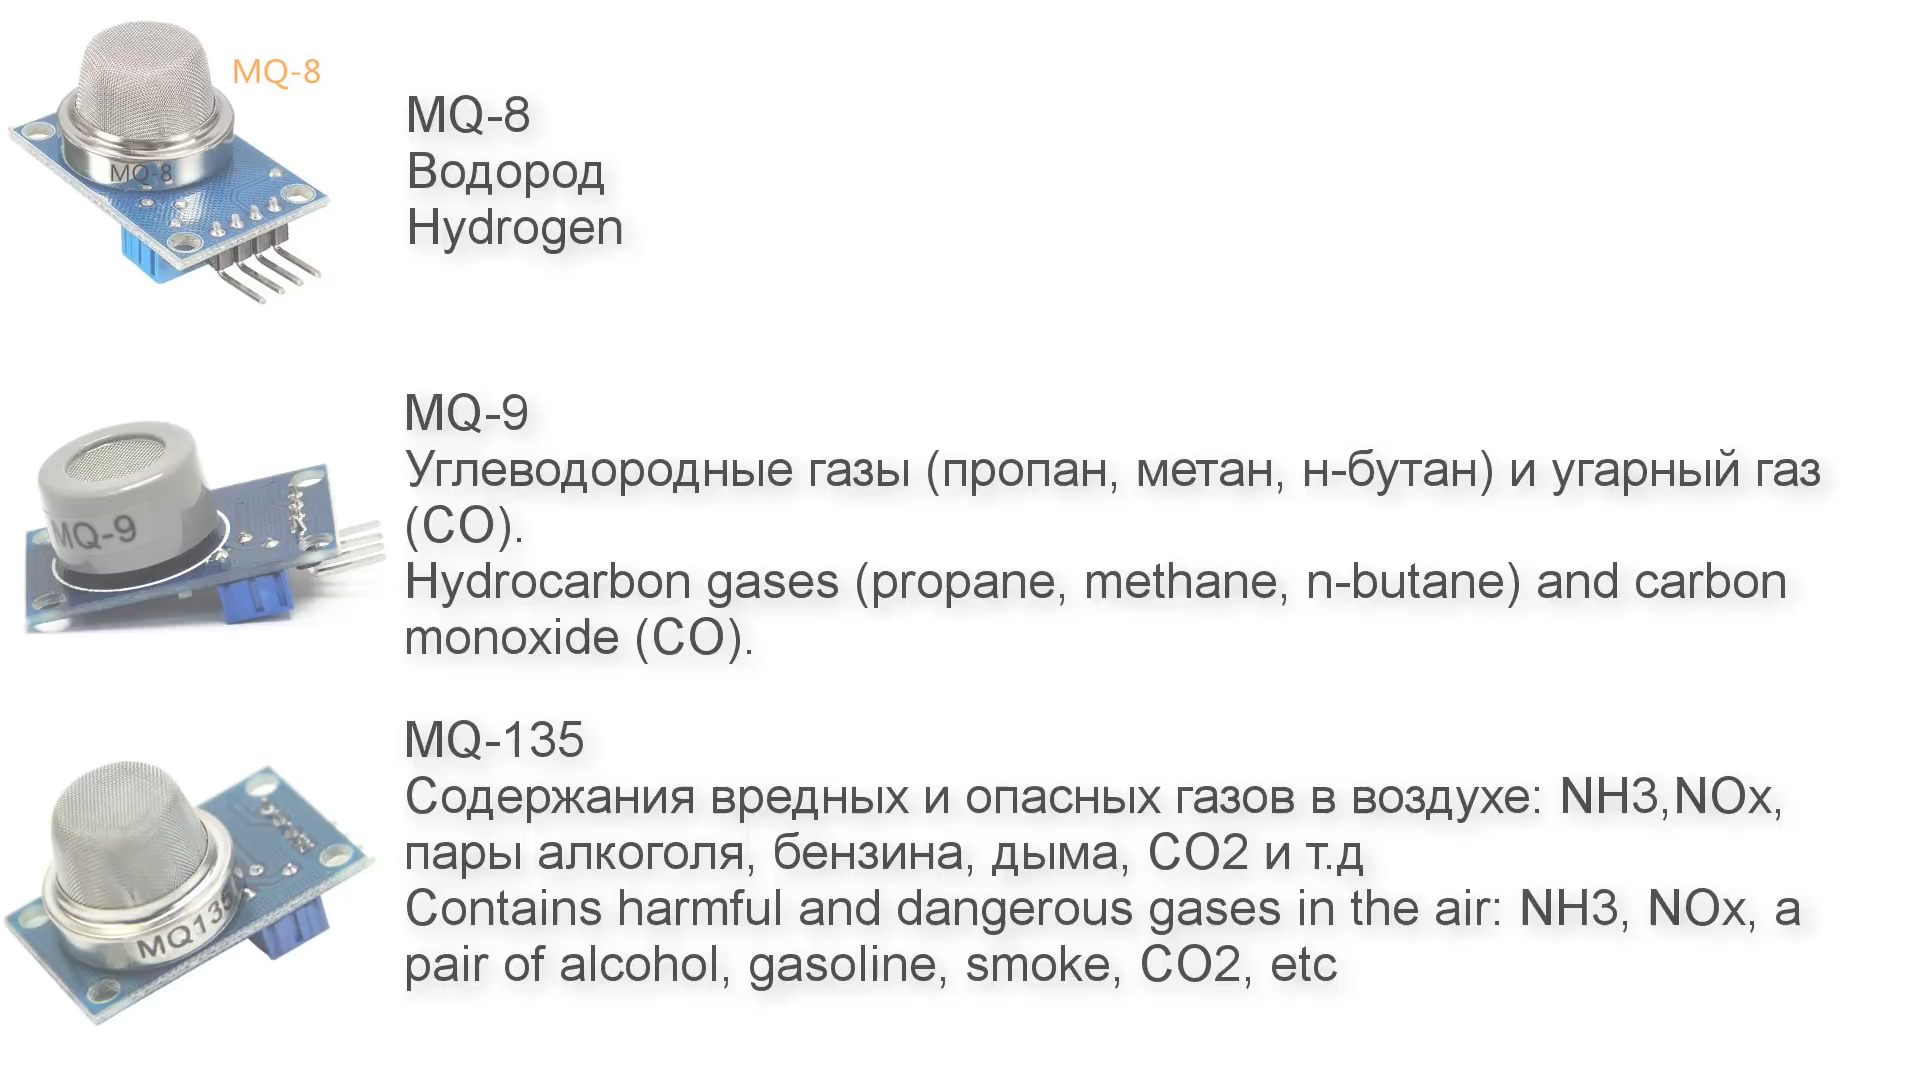 MQ-8
MQ-8
MQ-8
Водород
Hydrogen
MQ-9
MQ-9
Углеводородные газы (пропан, метан, н-бутан) и угарный газ
(СО).
Hydrocarbon gases (propane, methane, n-butane) and carbon
monoxide (CO).
MQ135
MQ-135
Содержания вредных и опасных газов в воздухе: NH3,NOx,
пары алкоголя, бензина, дыма, CO2 и т.д
Contains harmful and dangerous gases in the air: NH3, NOx, a
pair of alcohol, gasoline, smoke, CO2, etc